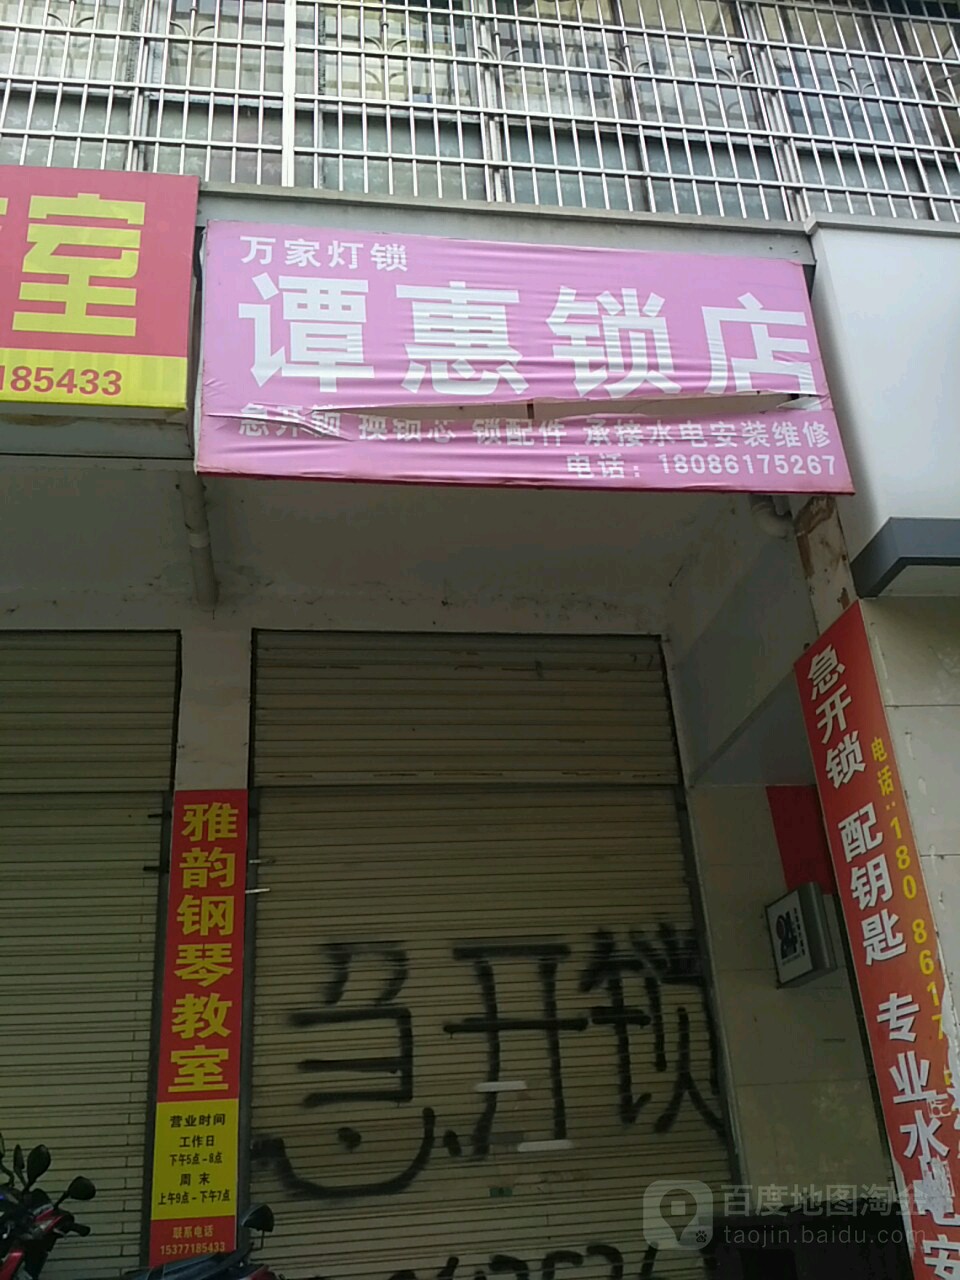 室
185433
万家灯锁
谭惠锁店
急开锁 换锁芯 锁配件 承接水电安装维修
电话：18086175267
急开锁 配钥匙 专业水电安
电话：180 8617
雅韵钢琴教室
营业时间
工作日
下午5点-8点
周末
上午9点-下午7点
联系电话
15377185433
24
急开锁
百度地图淘金
taojin.baidu.com